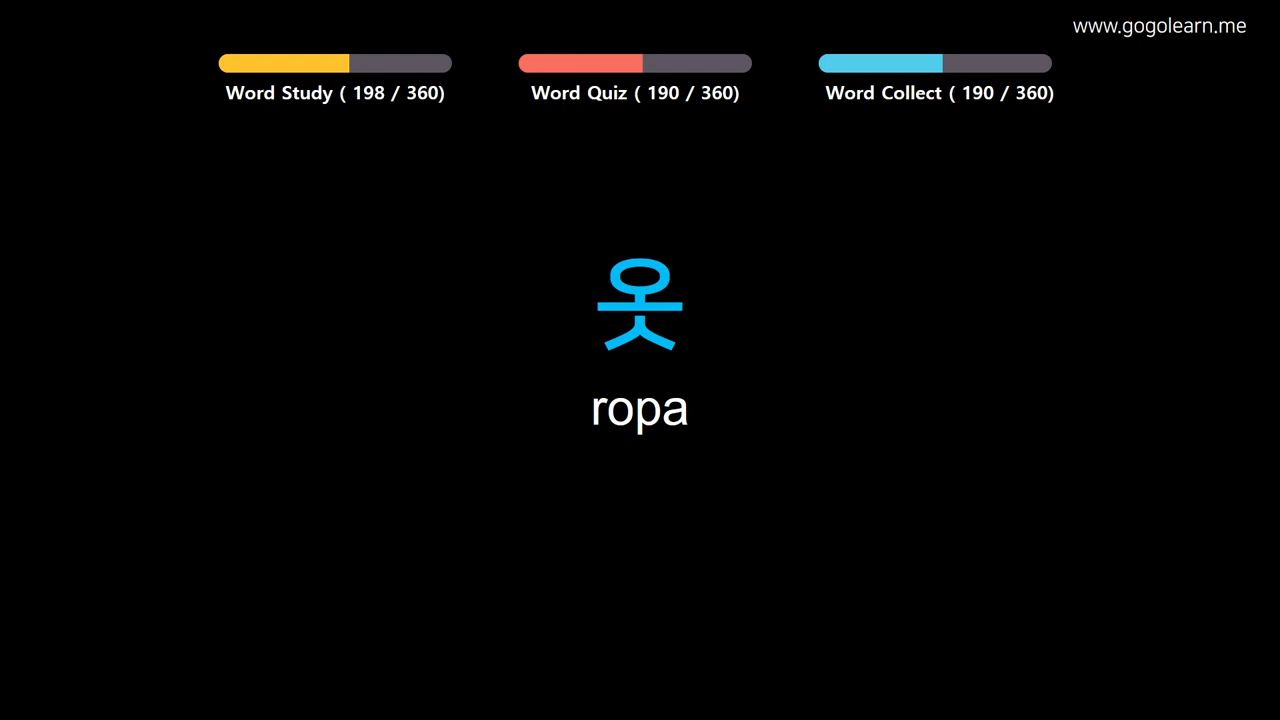 www.gogolearn.me
Word Study ( 198 / 360)
Word Quiz ( 190 / 360)
Word Collect ( 190 / 360)
옷
ropa